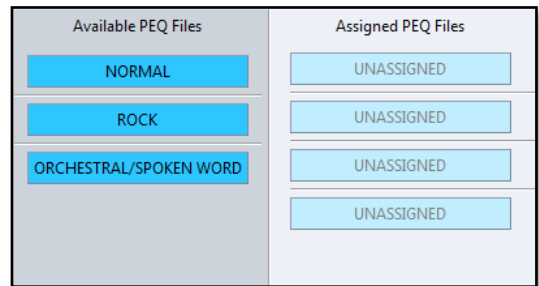 Available PEQ Files
Assigned PEQ Files
NORMAL
UNASSIGNED
ROCK
UNASSIGNED
ORCHESTRAL/SPOKEN WORD
UNASSIGNED
UNASSIGNED